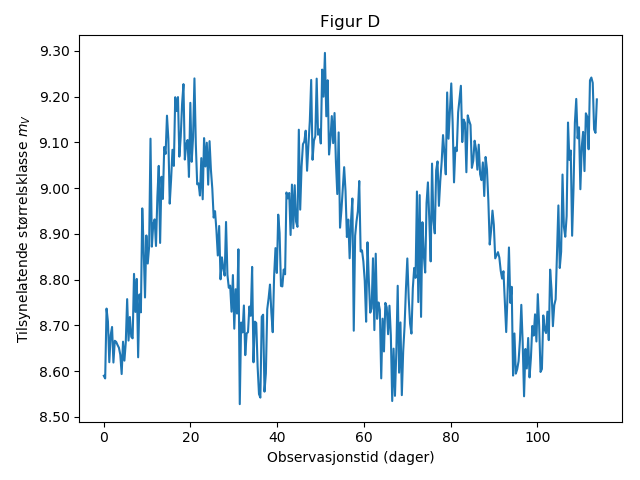 Figur D
Tilsynelatende størrelsesklasse m_V
9.30
9.20
9.10
9.00
8.90
8.80
8.70
8.60
8.50
0 20 40 60 80 100
Observasjonstid (dager)